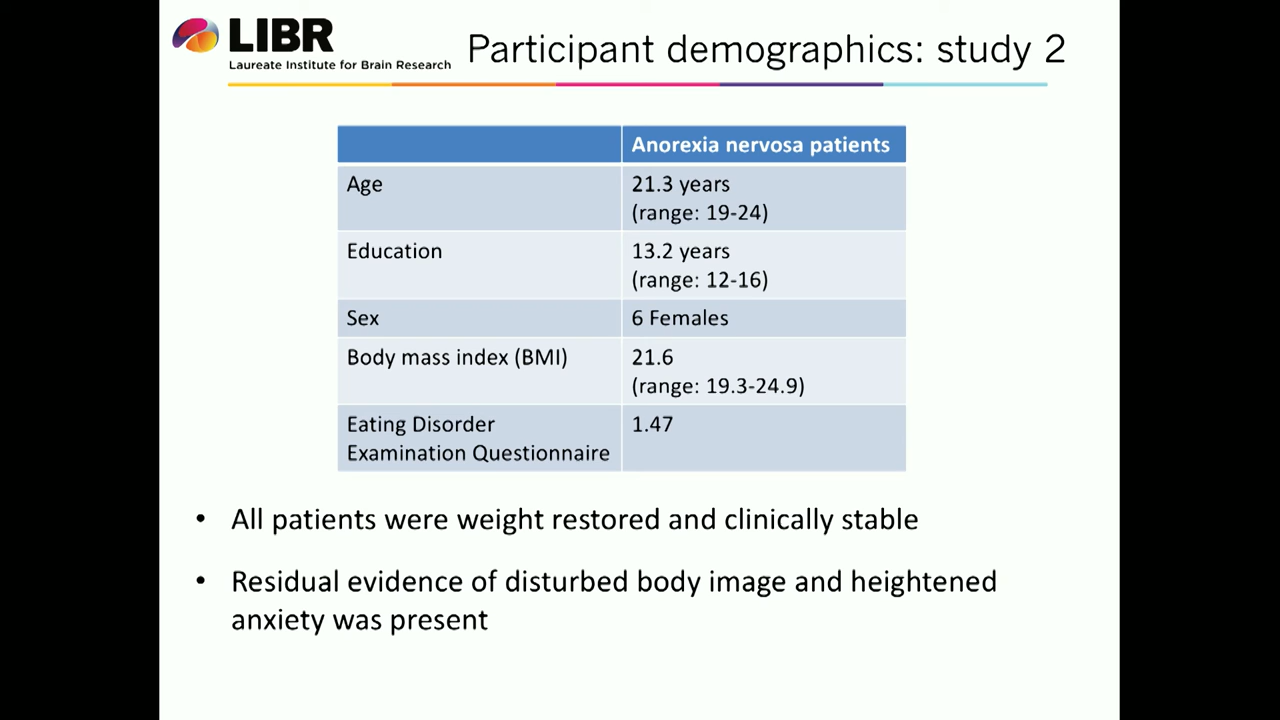 LIBR
Laureate Institute for Brain Research
Participant demographics: study 2
Anorexia nervosa patients
Age
21.3 years
(range: 19-24)
Education
13.2 years
(range: 12-16)
Sex
6 Females
Body mass index (BMI)
21.6
(range: 19.3-24.9)
Eating Disorder
Examination Questionnaire
1.47
• All patients were weight restored and clinically stable
• Residual evidence of disturbed body image and heightened
anxiety was present